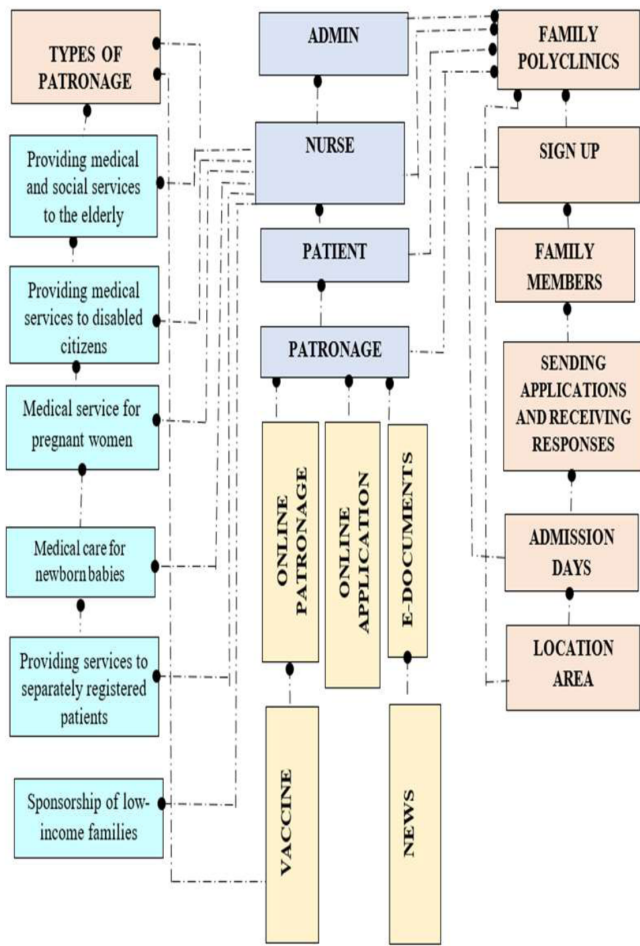 TYPES OF
PATRONAGE
Providing medical
and social services
to the elderly
Providing medical
services to disabled
citizens
Medical service for
pregnant women
Medical care for
newborn babies
Providing services to
separately registered
patients
Sponsorship of low-
income families
ADMIN
NURSE
PATIENT
PATRONAGE
ONLINE
PATRONAGE
ONLINE
APPLICATION
E-DOCUMENTS
VACCINE
NEWS
FAMILY
POLYCLINICS
SIGN UP
FAMILY
MEMBERS
SENDING
APPLICATIONS
AND RECEIVING
RESPONSES
ADMISSION
DAYS
LOCATION
AREA